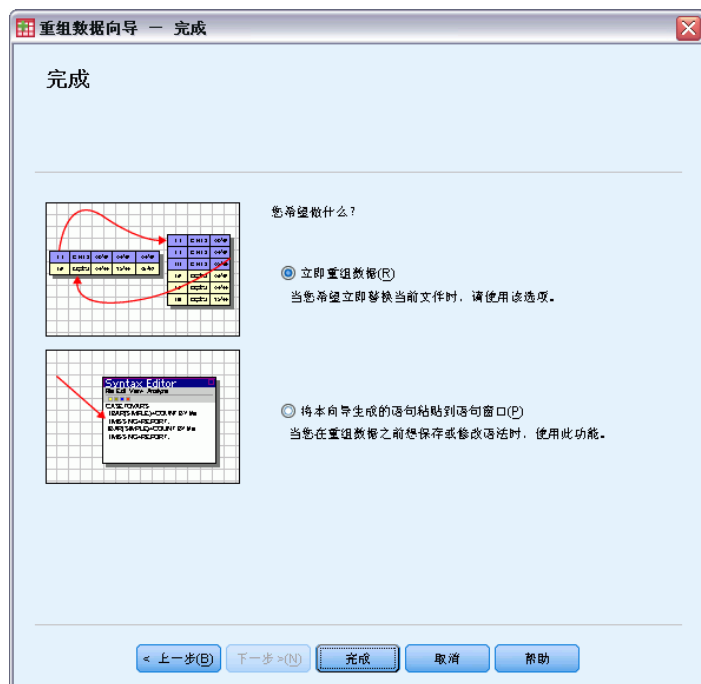 重组数据向导 － 完成
完成
您希望做什么？
立即重组数据(R)
当您希望立即替换当前文件时，请使用该选项。
Syntax Editor
File Edit View Analyze
将本向导生成的语句粘贴到语句窗口(P)
当您在重组数据之前想保存或修改语法时，使用此功能。
< 上一步(B)
下一步 >(N)
完成
取消
帮助